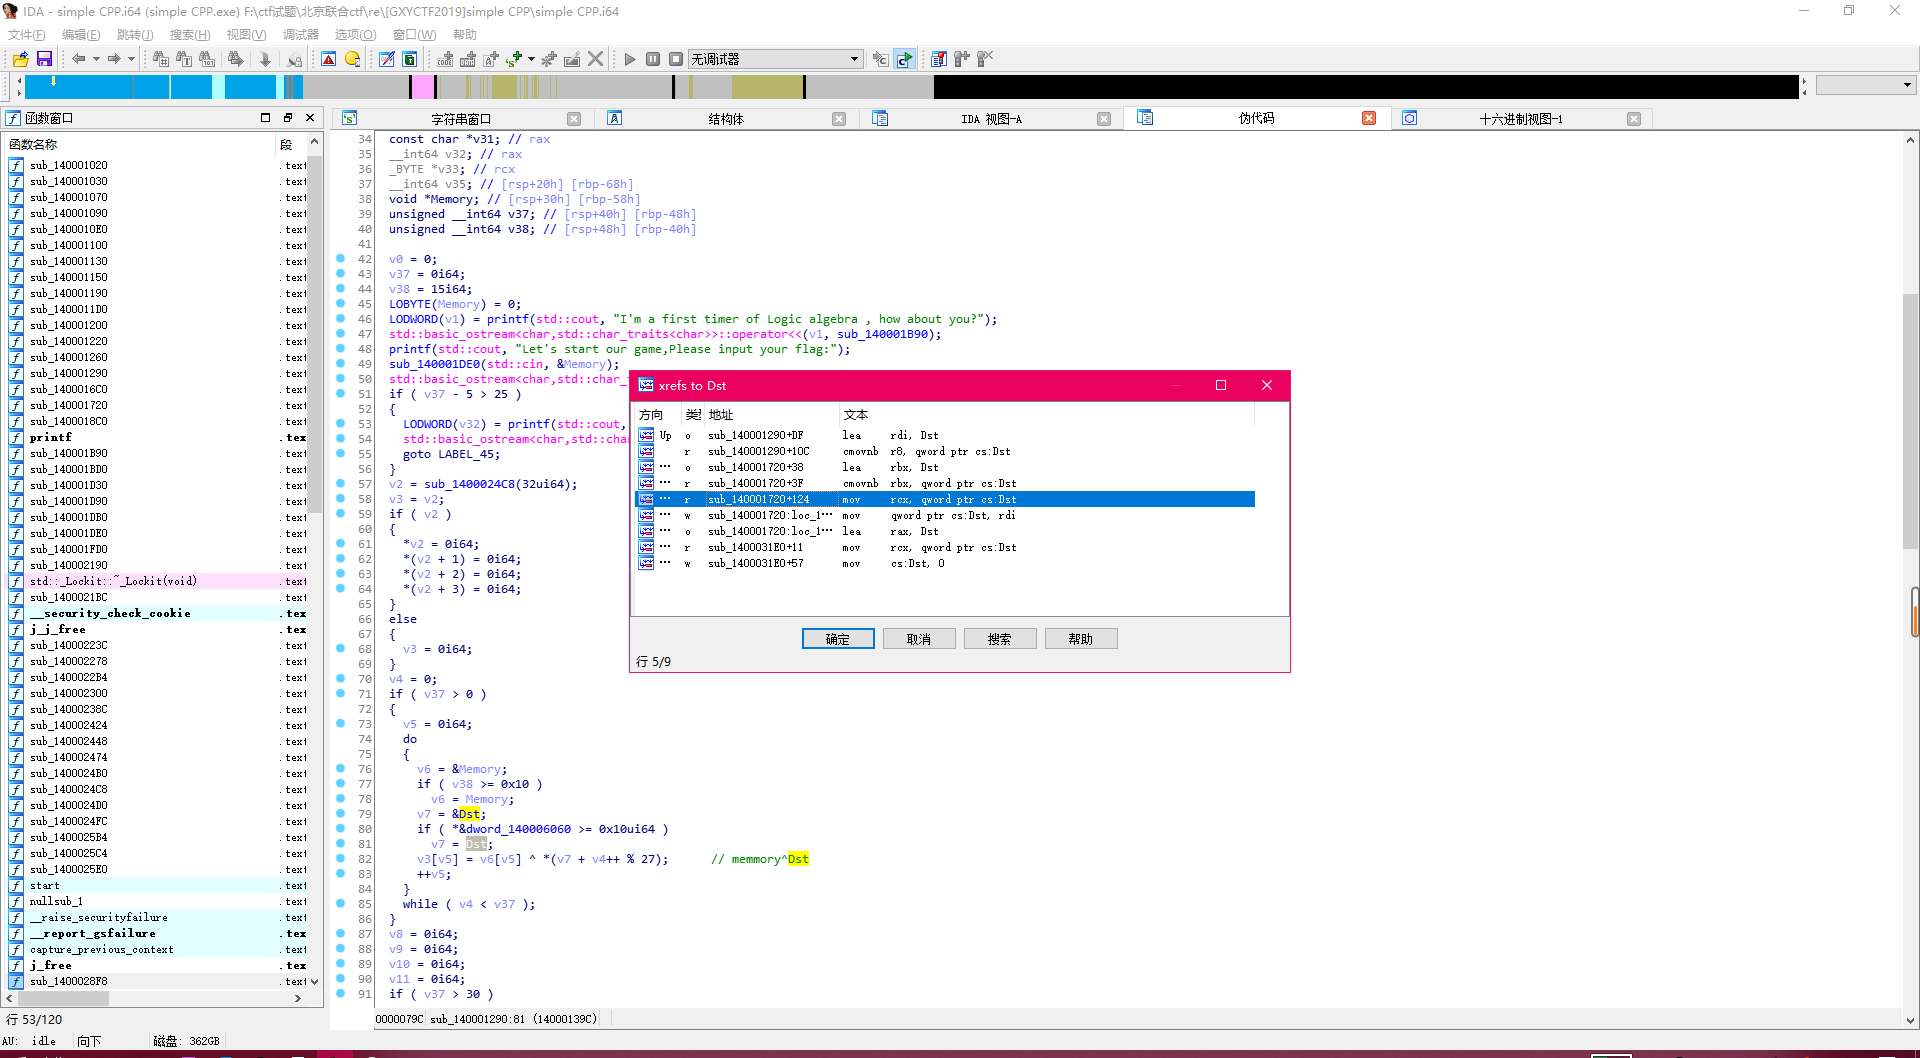 IDA - simple CPP.i64 (simple CPP.exe) F:\ctf试题\北京联合ctf\re\[GXYCTF2019]simple CPP\simple CPP.i64
文件(F) 编辑(E) 跳转(J) 搜索(H) 视图(V) 调试器 选项(O) 窗口(W) 帮助
无调试器
函数窗口
函数名称 段
sub_140001020 .text
sub_140001030 .text
sub_140001070 .text
sub_140001090 .text
sub_1400010E0 .text
sub_140001100 .text
sub_140001130 .text
sub_140001150 .text
sub_140001190 .text
sub_1400011D0 .text
sub_140001200 .text
sub_140001220 .text
sub_140001260 .text
sub_140001290 .text
sub_1400016C0 .text
sub_140001720 .text
sub_1400018C0 .text
printf .tex
sub_140001B90 .text
sub_140001BD0 .text
sub_140001D30 .text
sub_140001D90 .text
sub_140001DB0 .text
sub_140001DE0 .text
sub_140001FD0 .text
sub_140002190 .text
std::_Lockit::~_Lockit(void) .text
sub_1400021BC .text
__security_check_cookie .tex
j_j_free .tex
sub_14000223C .text
sub_140002278 .text
sub_1400022B4 .text
sub_140002300 .text
sub_14000238C .text
sub_140002424 .text
sub_140002448 .text
sub_140002474 .text
sub_1400024B0 .text
sub_1400024C8 .text
sub_1400024D0 .text
sub_1400024FC .text
sub_1400025B4 .text
sub_1400025C4 .text
sub_1400025E0 .text
start .text
nullsub_1 .text
__raise_securityfailure .text
__report_gsfailure .tex
capture_previous_context .text
j_free .tex
sub_1400028F8 .text
行 53/120
AU: idle 向下 磁盘: 362GB
字符串窗口 结构体 IDA 视图-A 伪代码 十六进制视图-1
34 const char *v31; // rax
35 __int64 v32; // rax
36 _BYTE *v33; // rcx
37 __int64 v35; // [rsp+20h] [rbp-68h]
38 void *Memory; // [rsp+30h] [rbp-58h]
39 unsigned __int64 v37; // [rsp+40h] [rbp-48h]
40 unsigned __int64 v38; // [rsp+48h] [rbp-40h]
41
42 v0 = 0;
43 v37 = 0i64;
44 v38 = 15i64;
45 LOBYTE(Memory) = 0;
46 LODWORD(v1) = printf(std::cout, "I'm a first timer of Logic algebra , how about you?");
47 std::basic_ostream<char,std::char_traits<char>>::operator<<(v1, sub_140001B90);
48 printf(std::cout, "Let's start our game,Please input your flag:");
49 sub_140001DE0(std::cin, &Memory);
50 std::basic_ostream<char,std::char_t
51 if ( v37 - 5 > 25 )
52 {
53 LODWORD(v32) = printf(std::cout,
54 std::basic_ostream<char,std::cha
55 goto LABEL_45;
56 }
57 v2 = sub_1400024C8(32ui64);
58 v3 = v2;
59 if ( v2 )
60 {
61 *v2 = 0i64;
62 *(v2 + 1) = 0i64;
63 *(v2 + 2) = 0i64;
64 *(v2 + 3) = 0i64;
65 }
66 else
67 {
68 v3 = 0i64;
69 }
70 v4 = 0;
71 if ( v37 > 0 )
72 {
73 v5 = 0i64;
74 do
75 {
76 v6 = &Memory;
77 if ( v38 >= 0x10 )
78 v6 = Memory;
79 v7 = &Dst;
80 if ( *&dword_140006060 >= 0x10ui64 )
81 v7 = Dst;
82 v3[v5] = v6[v5] ^ *(v7 + v4++ % 27); // memmory^Dst
83 ++v5;
84 }
85 while ( v4 < v37 );
86 }
87 v8 = 0i64;
88 v9 = 0i64;
89 v10 = 0i64;
90 v11 = 0i64;
91 if ( v37 > 30 )
0000079C sub_140001290:81 (14000139C)
xrefs to Dst
方向 类型 地址 文本
Up o sub_140001290+DF lea rdi, Dst
r sub_140001290+10C cmovnb r8, qword ptr cs:Dst
··· o sub_140001720+38 lea rbx, Dst
··· r sub_140001720+3F cmovnb rbx, qword ptr cs:Dst
··· r sub_140001720+124 mov rcx, qword ptr cs:Dst
··· w sub_140001720:loc_1··· mov qword ptr cs:Dst, rdi
··· o sub_140001720:loc_1··· lea rax, Dst
··· r sub_1400031E0+11 mov rcx, qword ptr cs:Dst
··· w sub_1400031E0+57 mov cs:Dst, 0
确定 取消 搜索 帮助
行 5/9